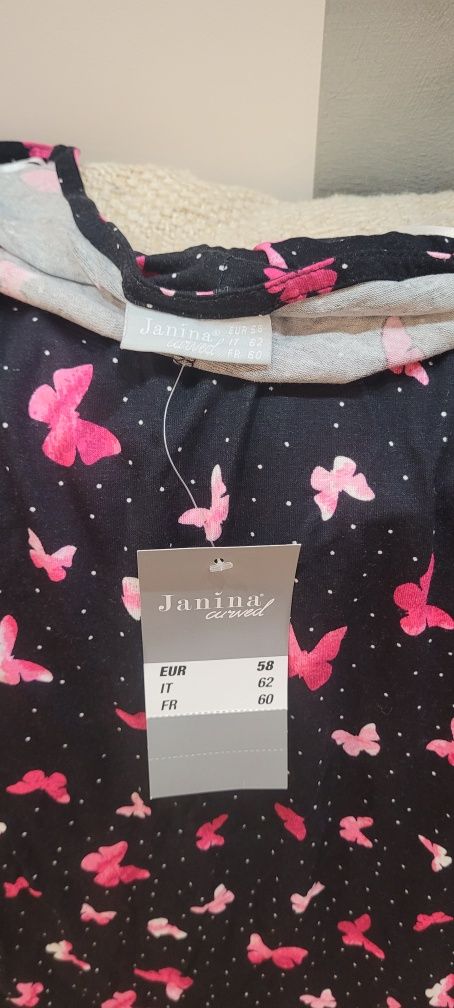 Janina® EUR 58
curved IT 62
FR 60
Janina®
curved
EUR 58
IT 62
FR 60